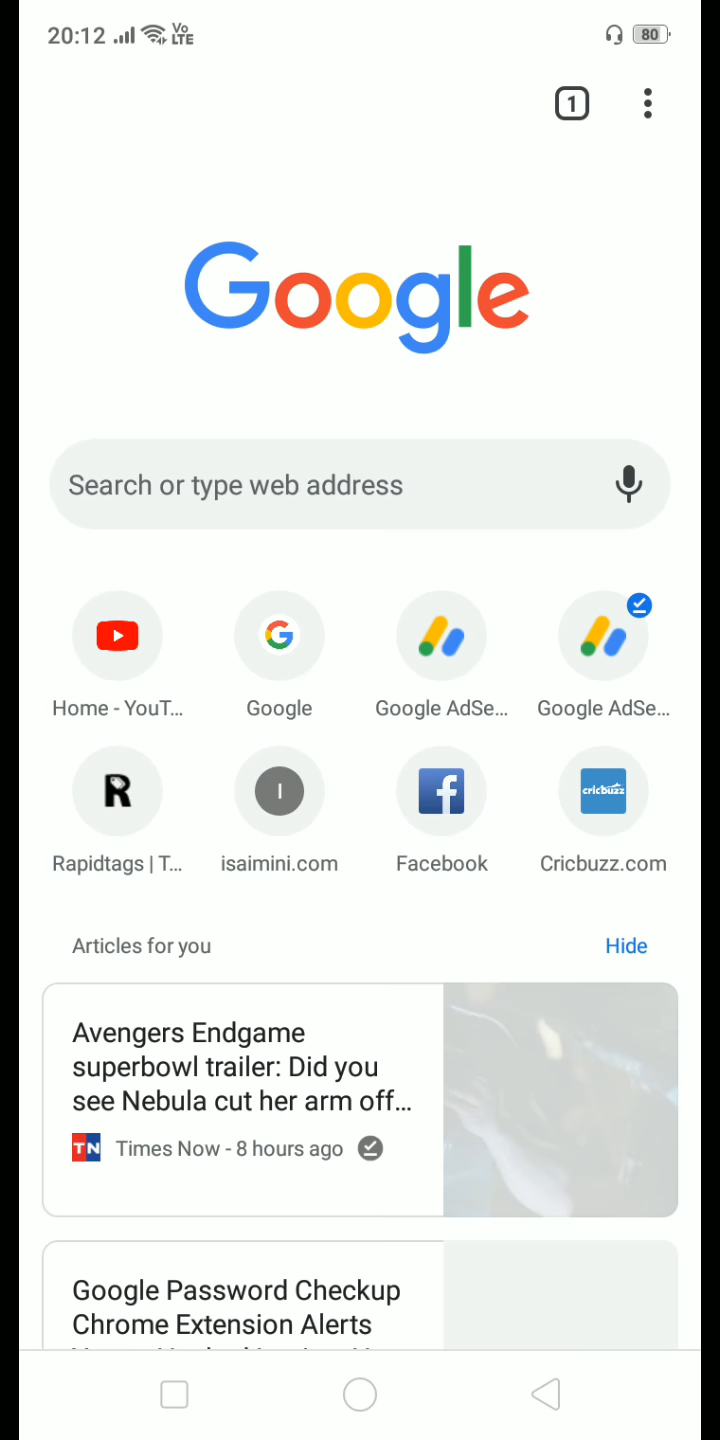 20:12 Vo LTE 80
1
Google
Search or type web address
Home - YouT... Google Google AdSe... Google AdSe...
R I f cricbuzz
Rapidtags | T... isaimini.com Facebook Cricbuzz.com
Articles for you Hide
Avengers Endgame
superbowl trailer: Did you
see Nebula cut her arm off...
TN Times Now - 8 hours ago
Google Password Checkup
Chrome Extension Alerts